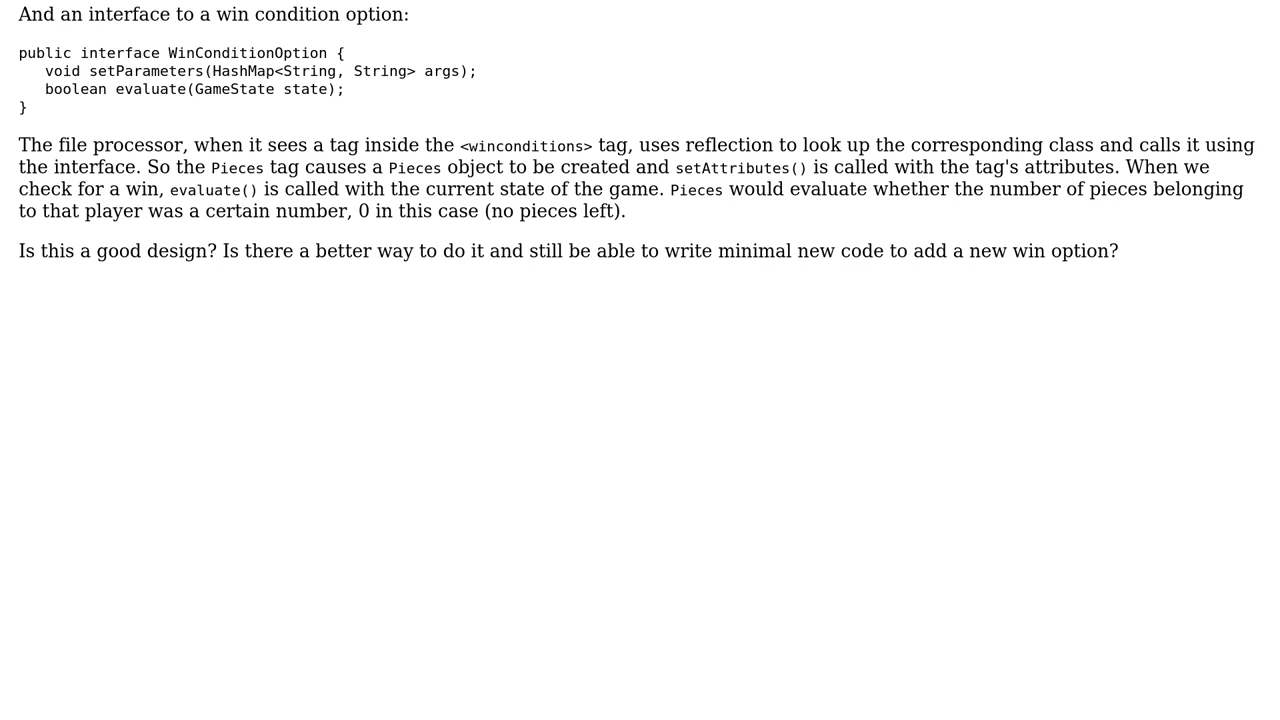 And an interface to a win condition option:
public interface WinConditionOption {
   void setParameters(HashMap<String, String> args);
   boolean evaluate(GameState state);
}
The file processor, when it sees a tag inside the <winconditions> tag, uses reflection to look up the corresponding class and calls it using
the interface. So the Pieces tag causes a Pieces object to be created and setAttributes() is called with the tag's attributes. When we
check for a win, evaluate() is called with the current state of the game. Pieces would evaluate whether the number of pieces belonging
to that player was a certain number, 0 in this case (no pieces left).
Is this a good design? Is there a better way to do it and still be able to write minimal new code to add a new win option?